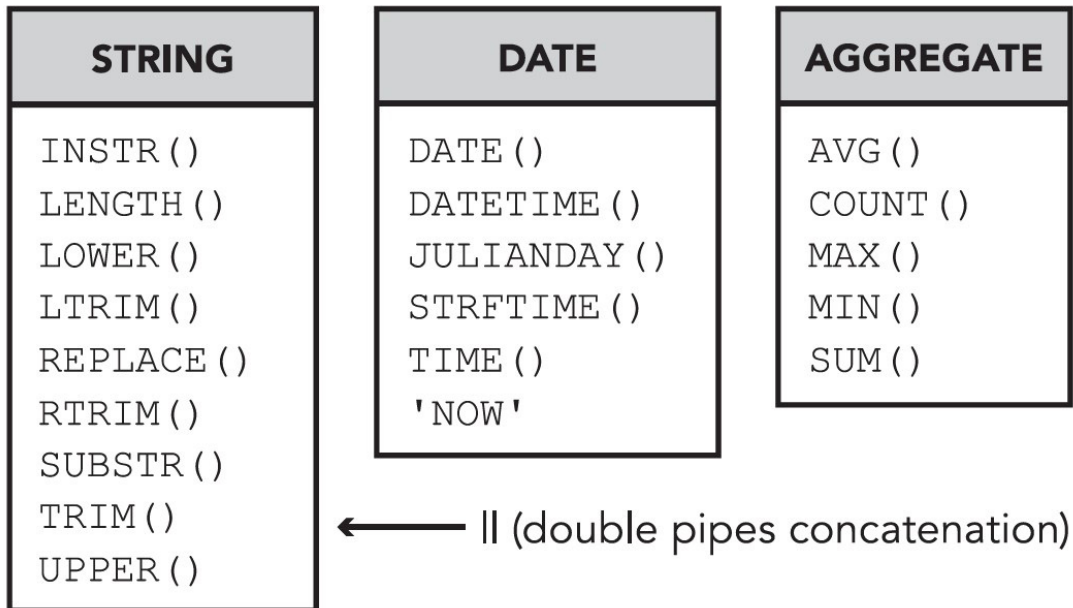 STRING
INSTR()
LENGTH()
LOWER()
LTRIM()
REPLACE()
RTRIM()
SUBSTR()
TRIM()
UPPER()
DATE
DATE()
DATETIME()
JULIANDAY()
STRFTIME()
TIME()
'NOW'
AGGREGATE
AVG()
COUNT()
MAX()
MIN()
SUM()
|| (double pipes concatenation)